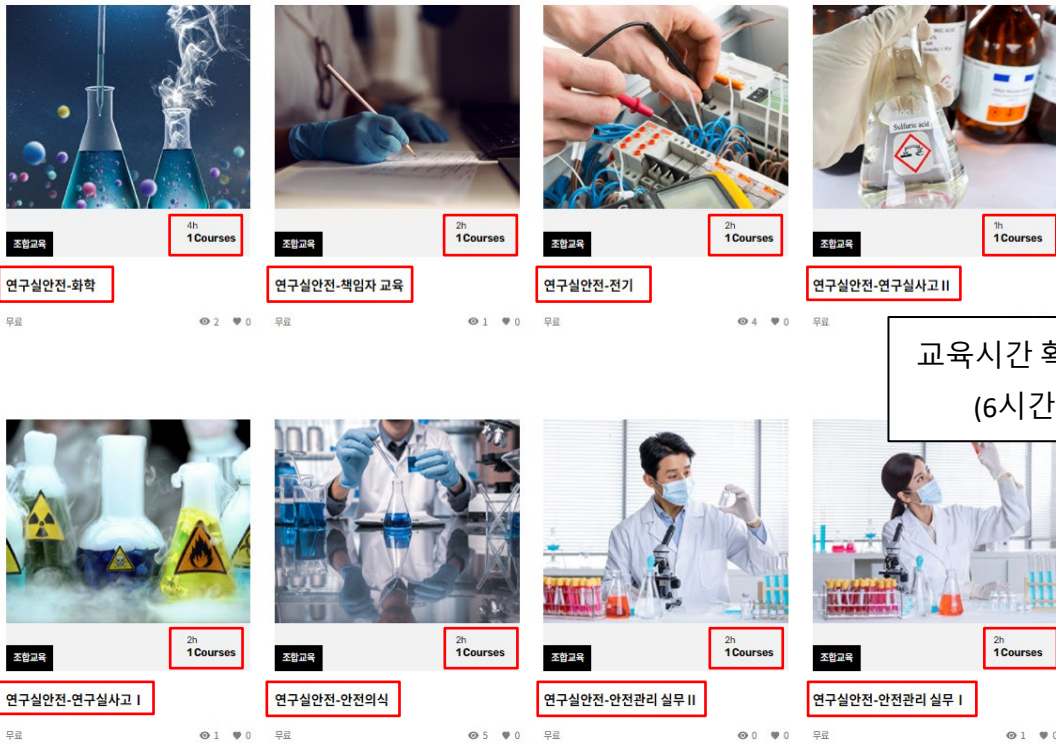 4h
1 Courses
조합교육
연구실안전-화학
무료
2
0
2h
1 Courses
조합교육
연구실안전-책임자 교육
무료
1
0
2h
1 Courses
조합교육
연구실안전-전기
무료
4
0
Sulfuric acid
1h
1 Courses
조합교육
연구실안전-연구실사고 II
무료
교육시간
(6시간
2h
1 Courses
조합교육
연구실안전-연구실사고 I
무료
1
0
2h
1 Courses
조합교육
연구실안전-안전의식
무료
5
0
2h
1 Courses
조합교육
연구실안전-안전관리 실무 II
무료
0
0
2h
1 Courses
조합교육
연구실안전-안전관리 실무 I
무료
1
0